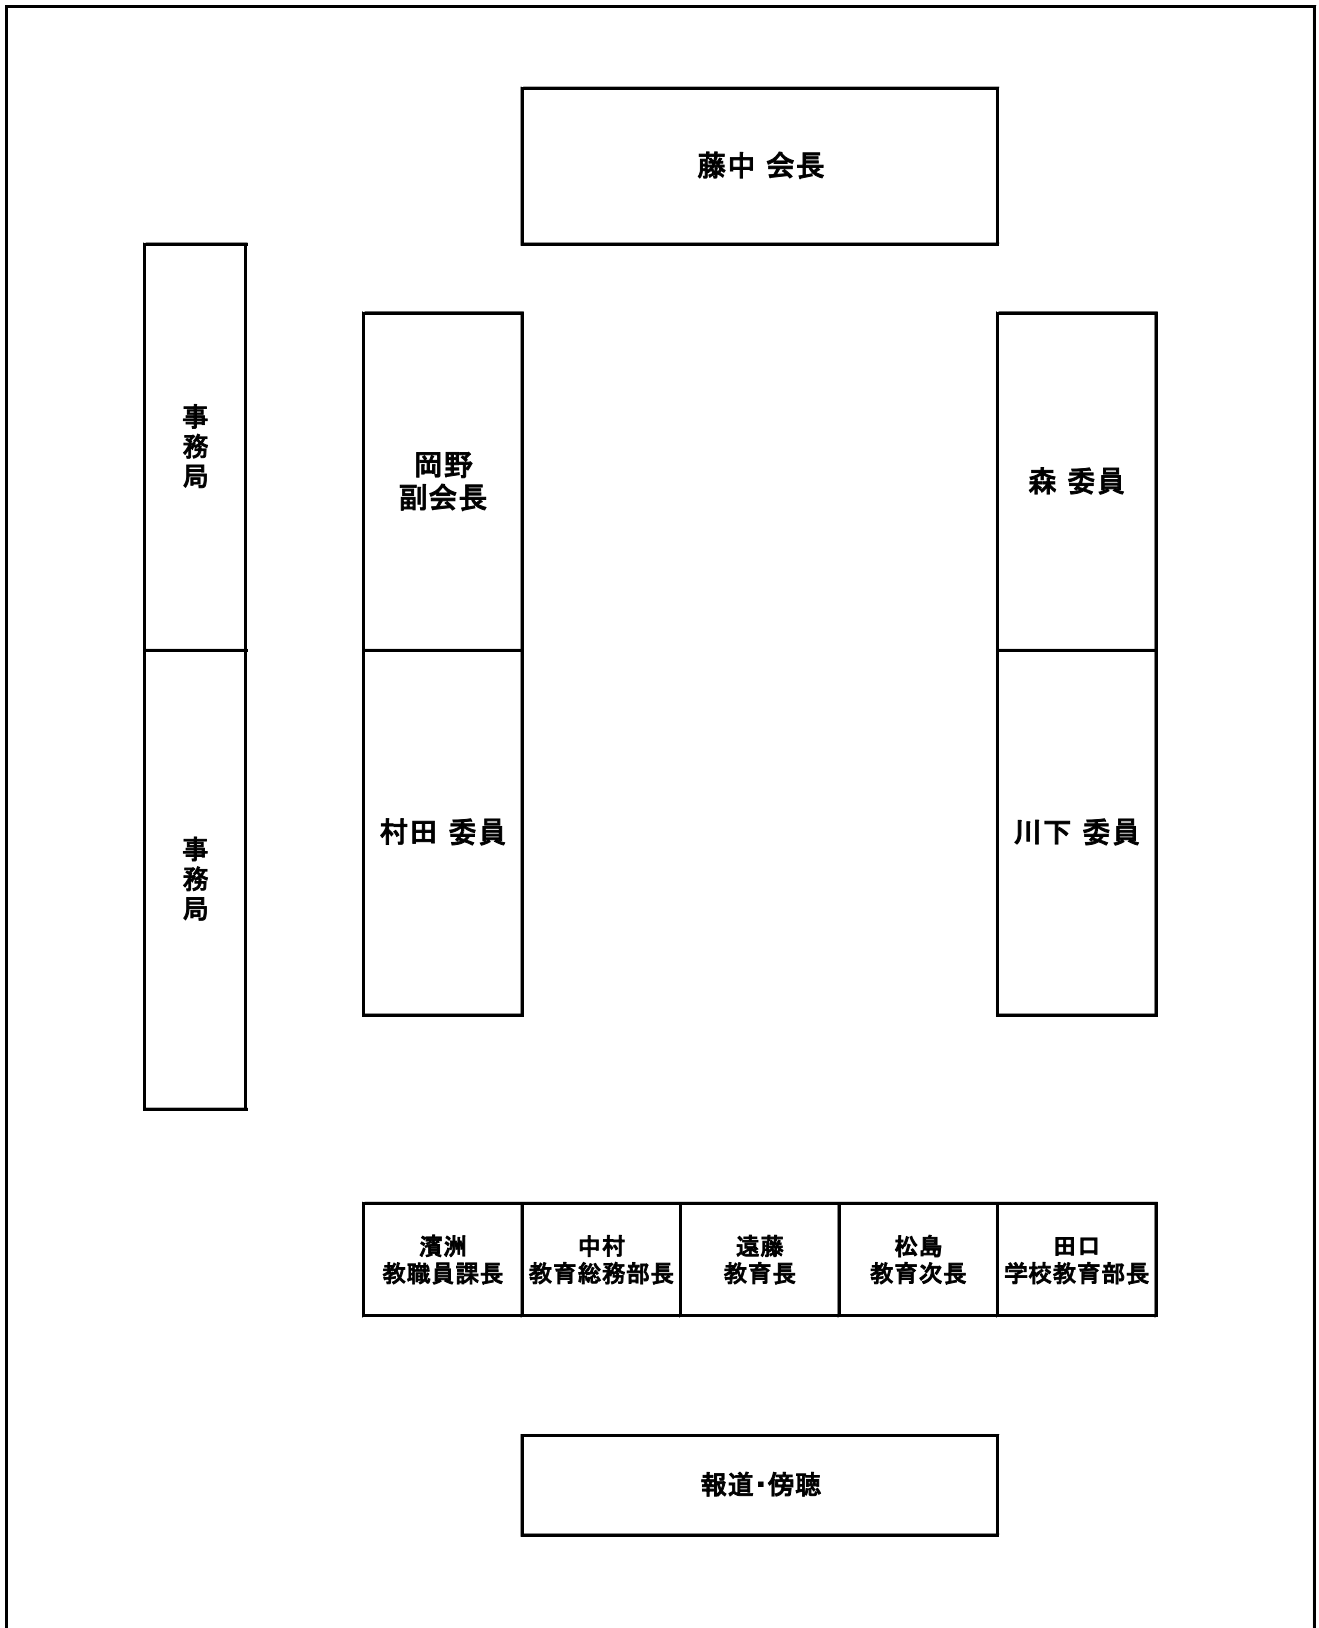 藤中 会長
事務局
岡野
副会長
森 委員
事務局
村田 委員
川下 委員
濱洲
教職員課長
中村
教育総務部長
遠藤
教育長
松島
教育次長
田口
学校教育部長
報道・傍聴